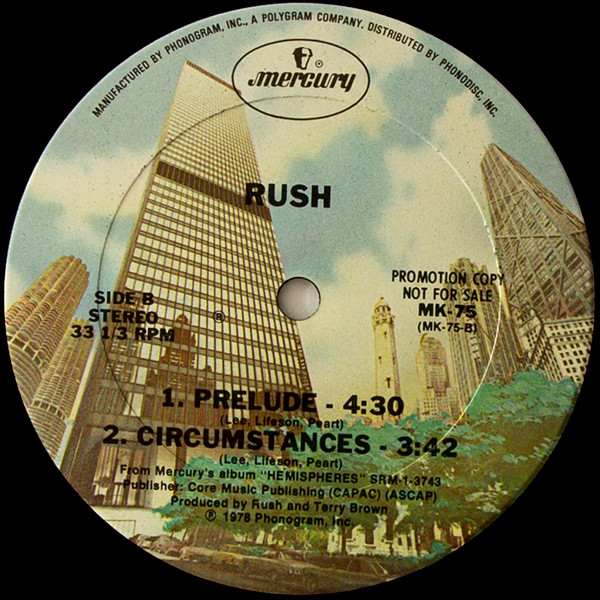 MANUFACTURED BY PHONOGRAM, INC., A POLYGRAM COMPANY. DISTRIBUTED BY PHONODISC, INC.
mercury
RUSH
SIDE B
STEREO
33 1/3 RPM
®
PROMOTION COPY
NOT FOR SALE
MK-75
(MK-75-B)
1. PRELUDE - 4:30
(Lee, Lifeson, Peart)
2. CIRCUMSTANCES - 3:42
(Lee, Lifeson, Peart)
From Mercury's album "HEMISPHERES" SRM-1-3743
Publisher: Core Music Publishing (CAPAC) (ASCAP)
Produced by Rush and Terry Brown
℗ 1978 Phonogram, Inc.